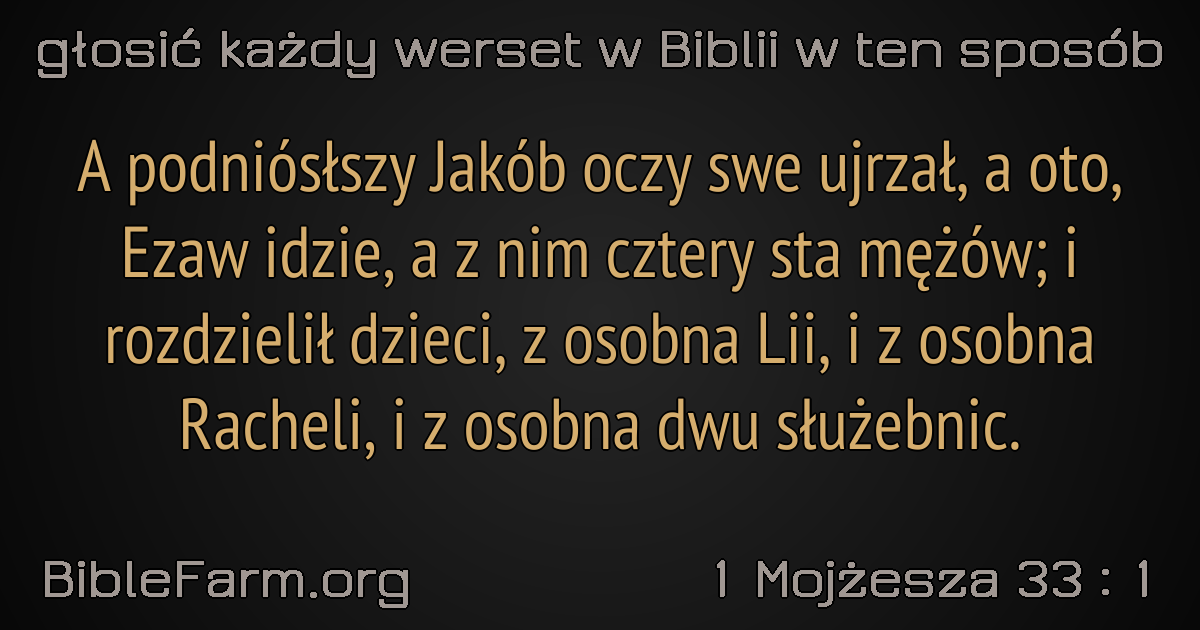 głosić każdy werset w Biblii w ten sposób
A podniósłszy Jakób oczy swe ujrzał, a oto,
Ezaw idzie, a z nim cztery sta mężów; i
rozdzielił dzieci, z osobna Lii, i z osobna
Racheli, i z osobna dwu służebnic.
BibleFarm.org
1 Mojżesza 33 : 1